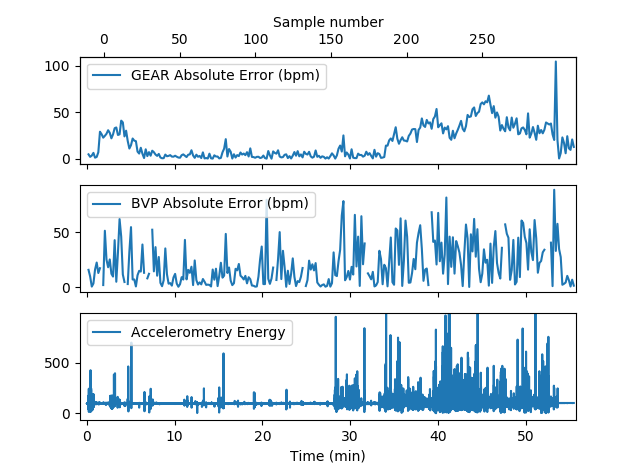 Sample number
0 50 100 150 200 250
GEAR Absolute Error (bpm)
100
50
0
BVP Absolute Error (bpm)
50
0
Accelerometry Energy
500
0
0 10 20 30 40 50
Time (min)